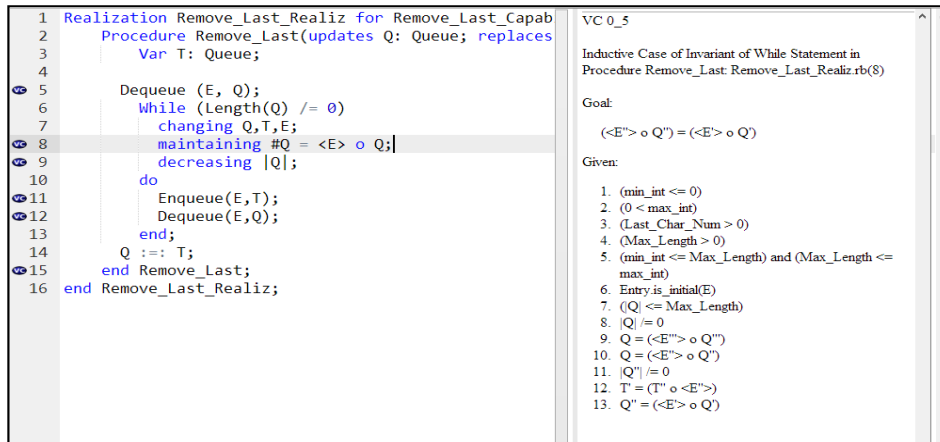 1 Realization Remove_Last_Realiz for Remove_Last_Capab
2 Procedure Remove_Last(updates Q: Queue; replaces
3 Var T: Queue;
4
VC 5 Dequeue (E, Q);
6 While (Length(Q) /= 0)
7 changing Q,T,E;
VC 8 maintaining #Q = <E> o Q;
VC 9 decreasing |Q|;
10 do
VC 11 Enqueue(E,T);
VC 12 Dequeue(E,Q);
13 end;
14 Q :=: T;
VC 15 end Remove_Last;
16 end Remove_Last_Realiz;
VC 0_5
Inductive Case of Invariant of While Statement in
Procedure Remove_Last: Remove_Last_Realiz.rb(8)
Goal:
(<E''> o Q'') = (<E'> o Q')
Given:
1. (min_int <= 0)
2. (0 < max_int)
3. (Last_Char_Num > 0)
4. (Max_Length > 0)
5. (min_int <= Max_Length) and (Max_Length <=
max_int)
6. Entry.is_initial(E)
7. (|Q| <= Max_Length)
8. |Q| /= 0
9. Q = (<E'''> o Q''')
10. Q = (<E''> o Q'')
11. |Q''| /= 0
12. T' = (T'' o <E''>)
13. Q'' = (<E'> o Q')